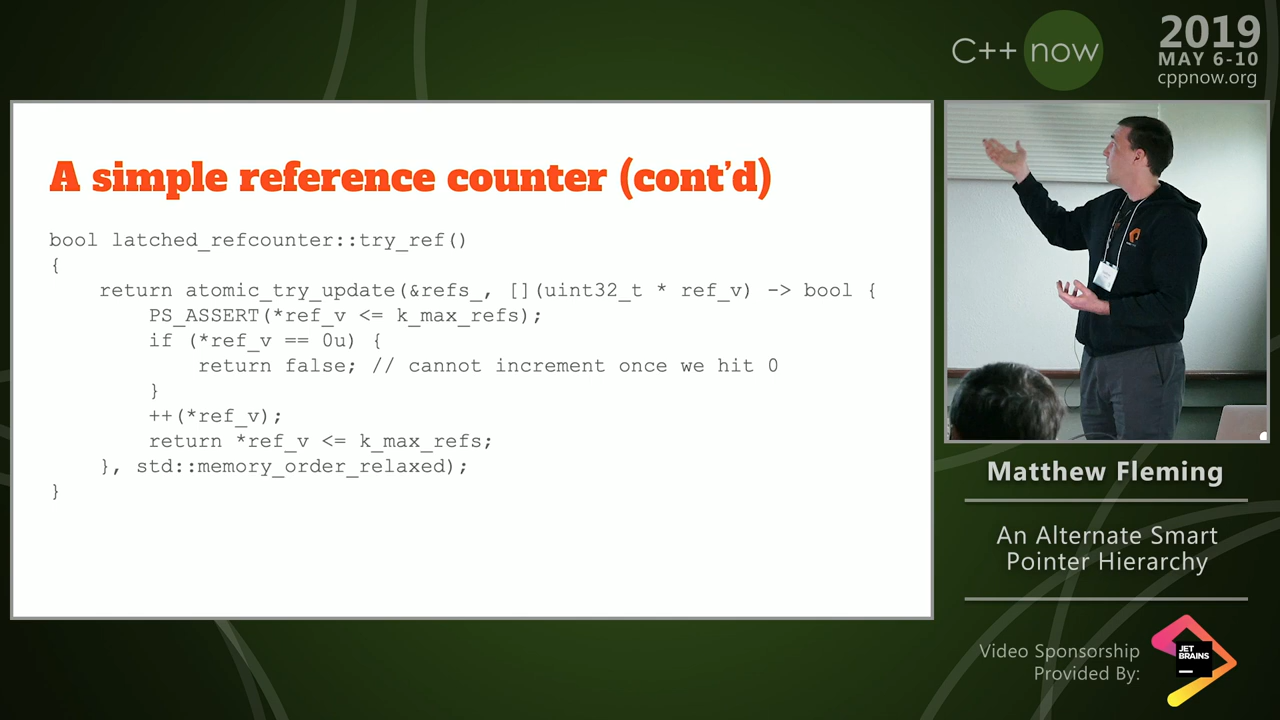 C++ now
2019
MAY 6-10
cppnow.org
A simple reference counter (cont’d)
bool latched_refcounter::try_ref()
{
    return atomic_try_update(&refs_, [](uint32_t * ref_v) -> bool {
        PS_ASSERT(*ref_v <= k_max_refs);
        if (*ref_v == 0u) {
            return false; // cannot increment once we hit 0
        }
        ++(*ref_v);
        return *ref_v <= k_max_refs;
    }, std::memory_order_relaxed);
}
Matthew Fleming
An Alternate Smart
Pointer Hierarchy
Video Sponsorship
Provided By:
JET
BRAINS